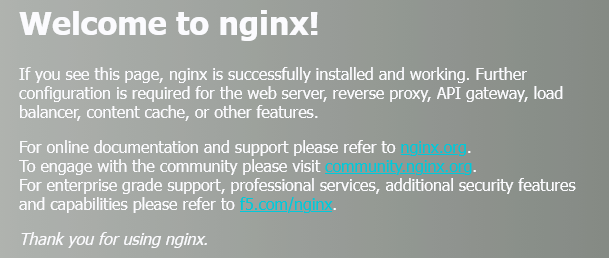 Welcome to nginx!
If you see this page, nginx is successfully installed and working. Further
configuration is required for the web server, reverse proxy, API gateway, load
balancer, content cache, or other features.
For online documentation and support please refer to nginx.org.
To engage with the community please visit community.nginx.org.
For enterprise grade support, professional services, additional security features
and capabilities please refer to f5.com/nginx.
Thank you for using nginx.